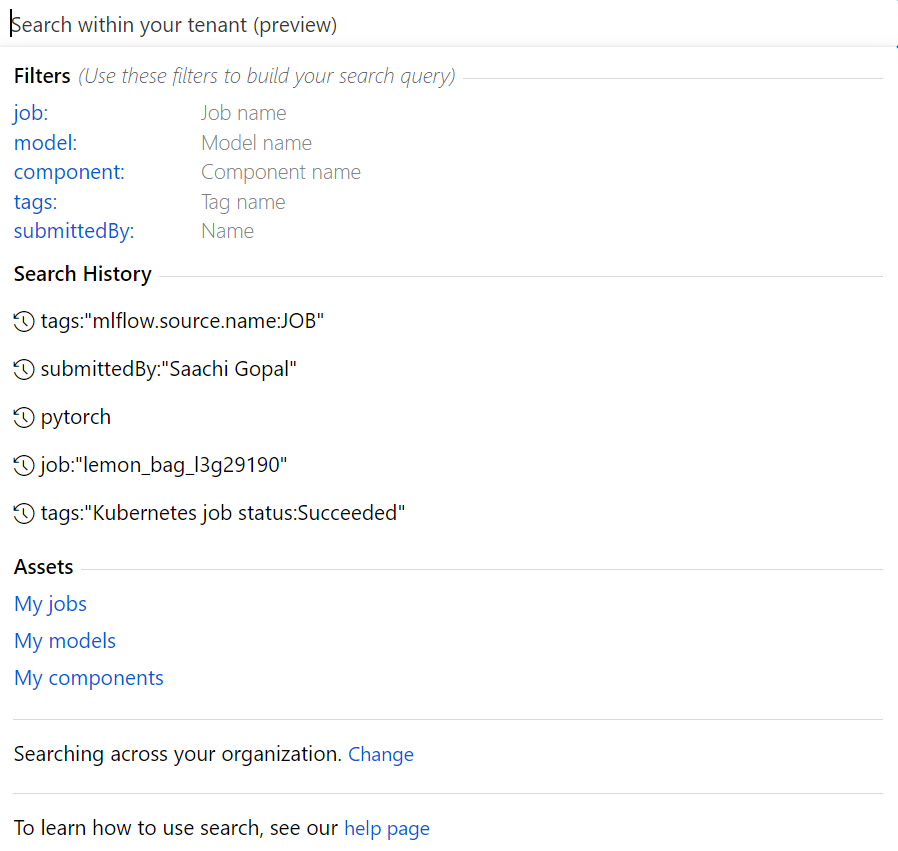 Search within your tenant (preview)
Filters (Use these filters to build your search query)
job: Job name
model: Model name
component: Component name
tags: Tag name
submittedBy: Name
Search History
tags:"mlflow.source.name:JOB"
submittedBy:"Saachi Gopal"
pytorch
job:"lemon_bag_l3g29190"
tags:"Kubernetes job status:Succeeded"
Assets
My jobs
My models
My components
Searching across your organization. Change
To learn how to use search, see our help page